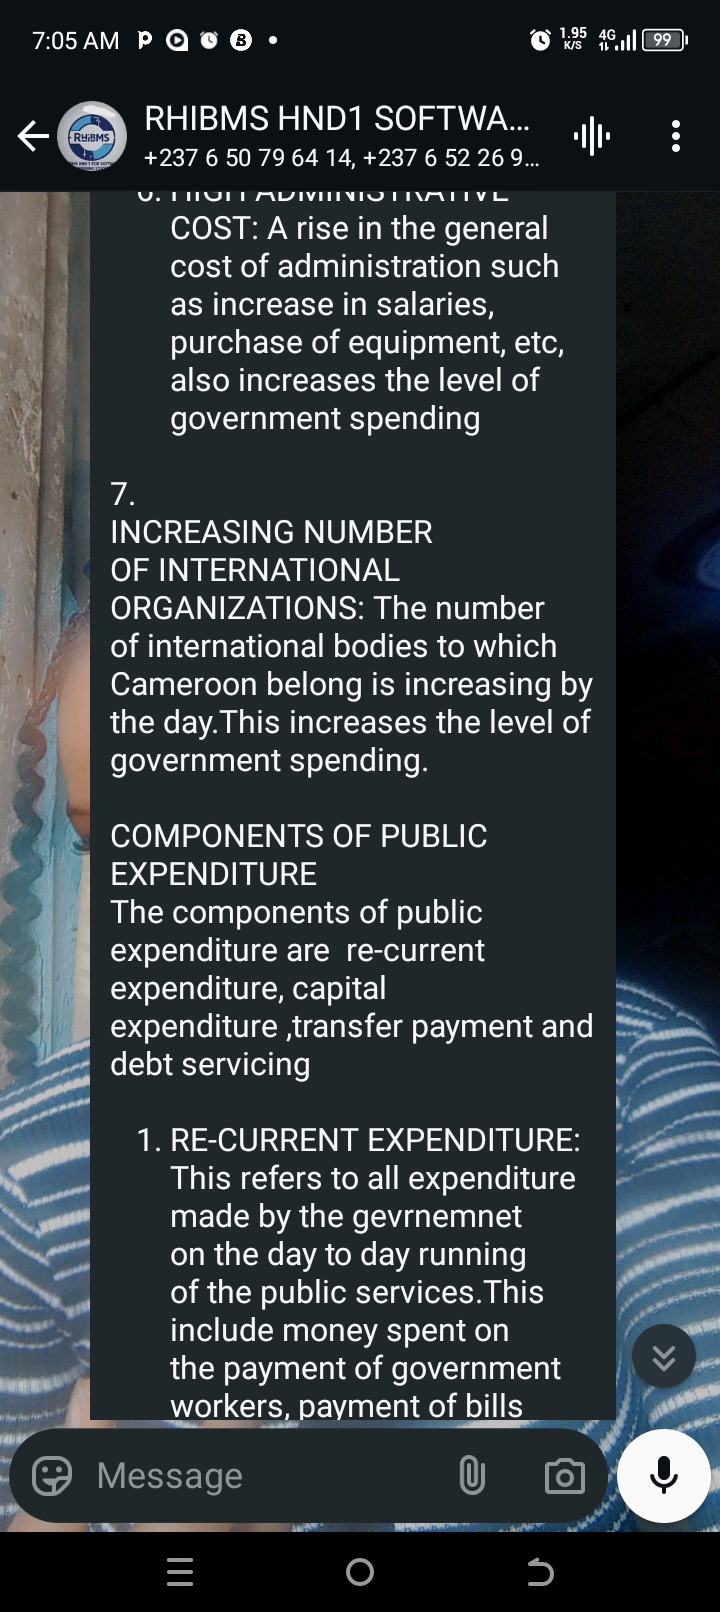 7:05 AM
1.95 K/S 4G 99
RHIBMS HND1 SOFTWA...
+237 6 50 79 64 14, +237 6 52 26 9...
RHiBMS
6. HIGH ADMINISTRATIVE
COST: A rise in the general
cost of administration such
as increase in salaries,
purchase of equipment, etc,
also increases the level of
government spending
7.
INCREASING NUMBER
OF INTERNATIONAL
ORGANIZATIONS: The number
of international bodies to which
Cameroon belong is increasing by
the day.This increases the level of
government spending.
COMPONENTS OF PUBLIC
EXPENDITURE
The components of public
expenditure are  re-current
expenditure, capital
expenditure ,transfer payment and
debt servicing
1. RE-CURRENT EXPENDITURE:
This refers to all expenditure
made by the gevrnemnet
on the day to day running
of the public services.This
include money spent on
the payment of government
workers, payment of bills
Message